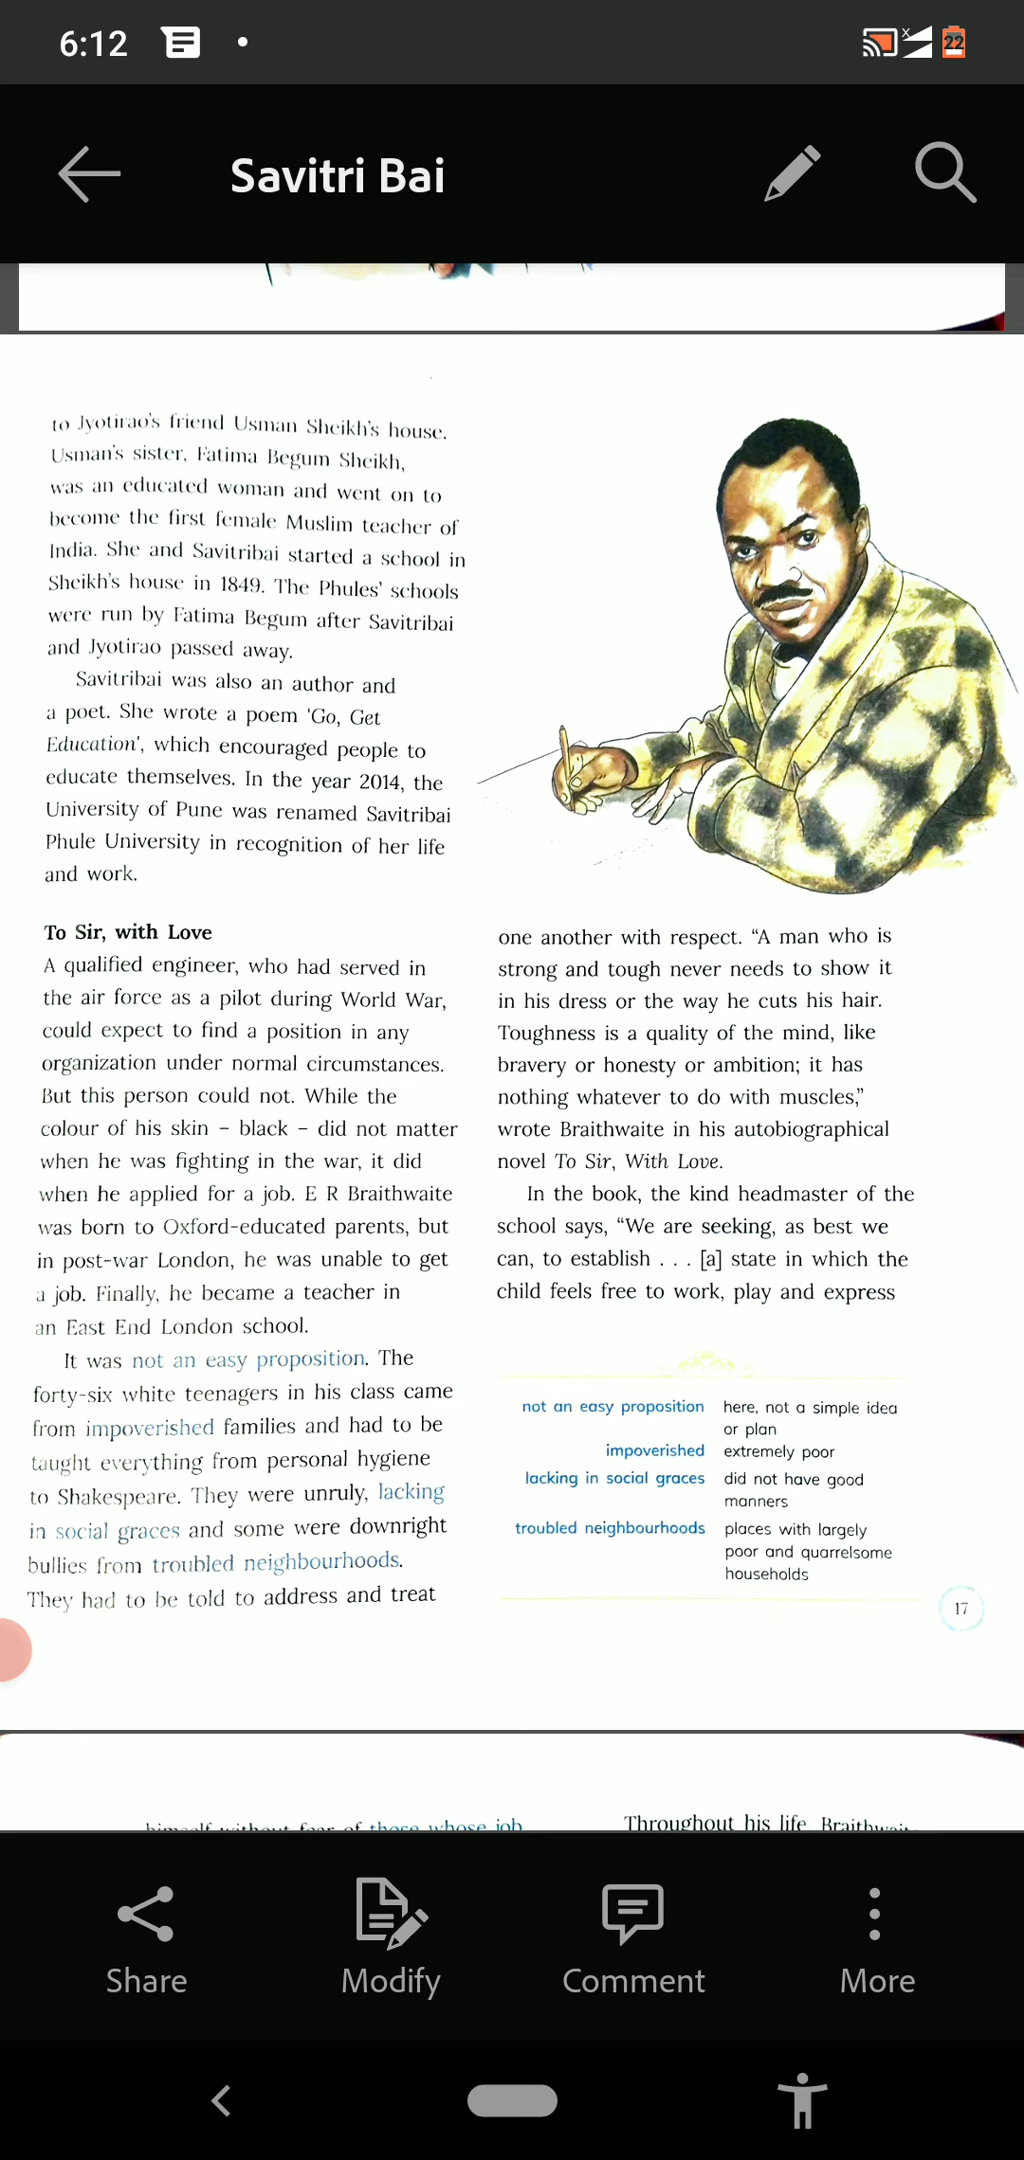 6:12
22
Savitri Bai
to Jyotirao's friend Usman Sheikh's house.
Usman's sister, Fatima Begum Sheikh,
was an educated woman and went on to
become the first female Muslim teacher of
India. She and Savitribai started a school in
Sheikh's house in 1849. The Phules' schools
were run by Fatima Begum after Savitribai
and Jyotirao passed away.
Savitribai was also an author and
a poet. She wrote a poem 'Go, Get
Education', which encouraged people to
educate themselves. In the year 2014, the
University of Pune was renamed Savitribai
Phule University in recognition of her life
and work.
To Sir, with Love
A qualified engineer, who had served in
the air force as a pilot during World War,
could expect to find a position in any
organization under normal circumstances.
But this person could not. While the
colour of his skin – black – did not matter
when he was fighting in the war, it did
when he applied for a job. E R Braithwaite
was born to Oxford-educated parents, but
in post-war London, he was unable to get
a job. Finally, he became a teacher in
an East End London school.
It was not an easy proposition. The
forty-six white teenagers in his class came
from impoverished families and had to be
taught everything from personal hygiene
to Shakespeare. They were unruly, lacking
in social graces and some were downright
bullies from troubled neighbourhoods.
They had to be told to address and treat
one another with respect. “A man who is
strong and tough never needs to show it
in his dress or the way he cuts his hair.
Toughness is a quality of the mind, like
bravery or honesty or ambition; it has
nothing whatever to do with muscles,”
wrote Braithwaite in his autobiographical
novel To Sir, With Love.
In the book, the kind headmaster of the
school says, “We are seeking, as best we
can, to establish . . . [a] state in which the
child feels free to work, play and express
not an easy proposition here, not a simple idea
or plan
impoverished extremely poor
lacking in social graces did not have good
manners
troubled neighbourhoods places with largely
poor and quarrelsome
households
17
himself without fear of those whose job
Throughout his life Braithwait
Share Modify Comment More